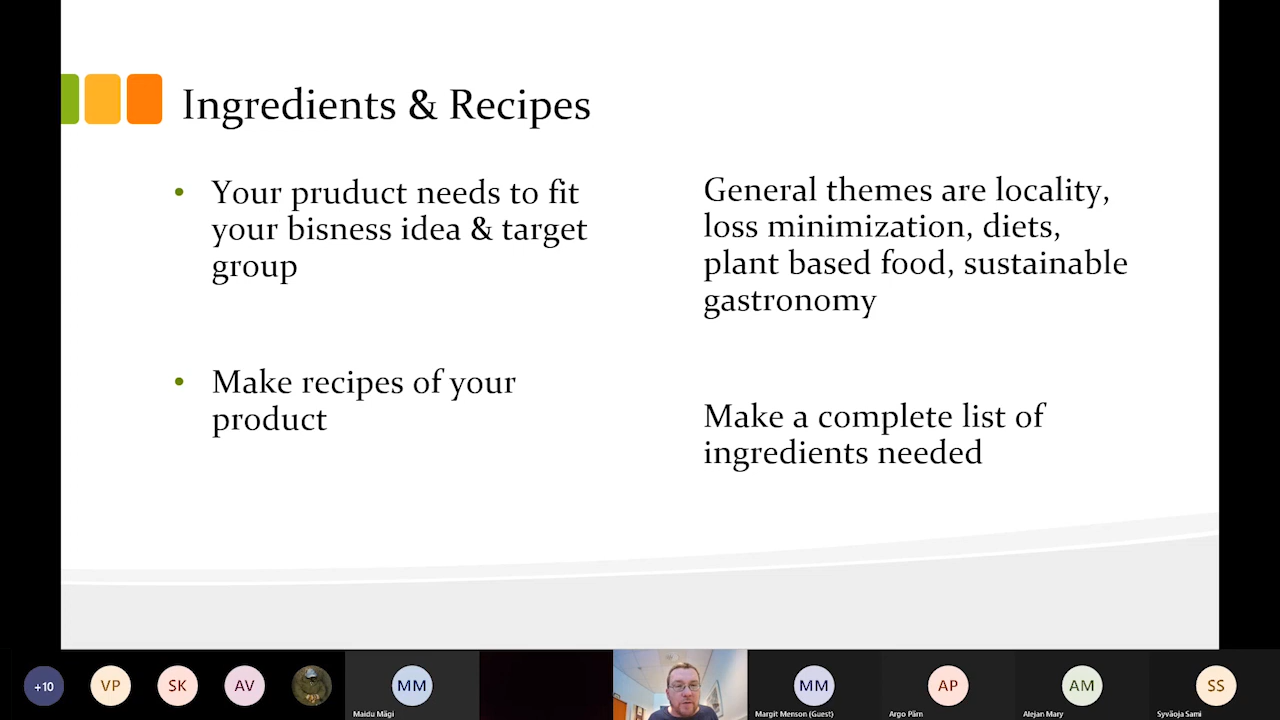 Ingredients & Recipes
• Your pruduct needs to fit
your bisness idea & target
group
• Make recipes of your
product
General themes are locality,
loss minimization, diets,
plant based food, sustainable
gastronomy
Make a complete list of
ingredients needed
+10
VP
SK
AV
MM
Maidu Mägi
MM
Margit Menson (Guest)
AP
Argo Pärn
AM
Alejan Mary
SS
Syväoja Sami